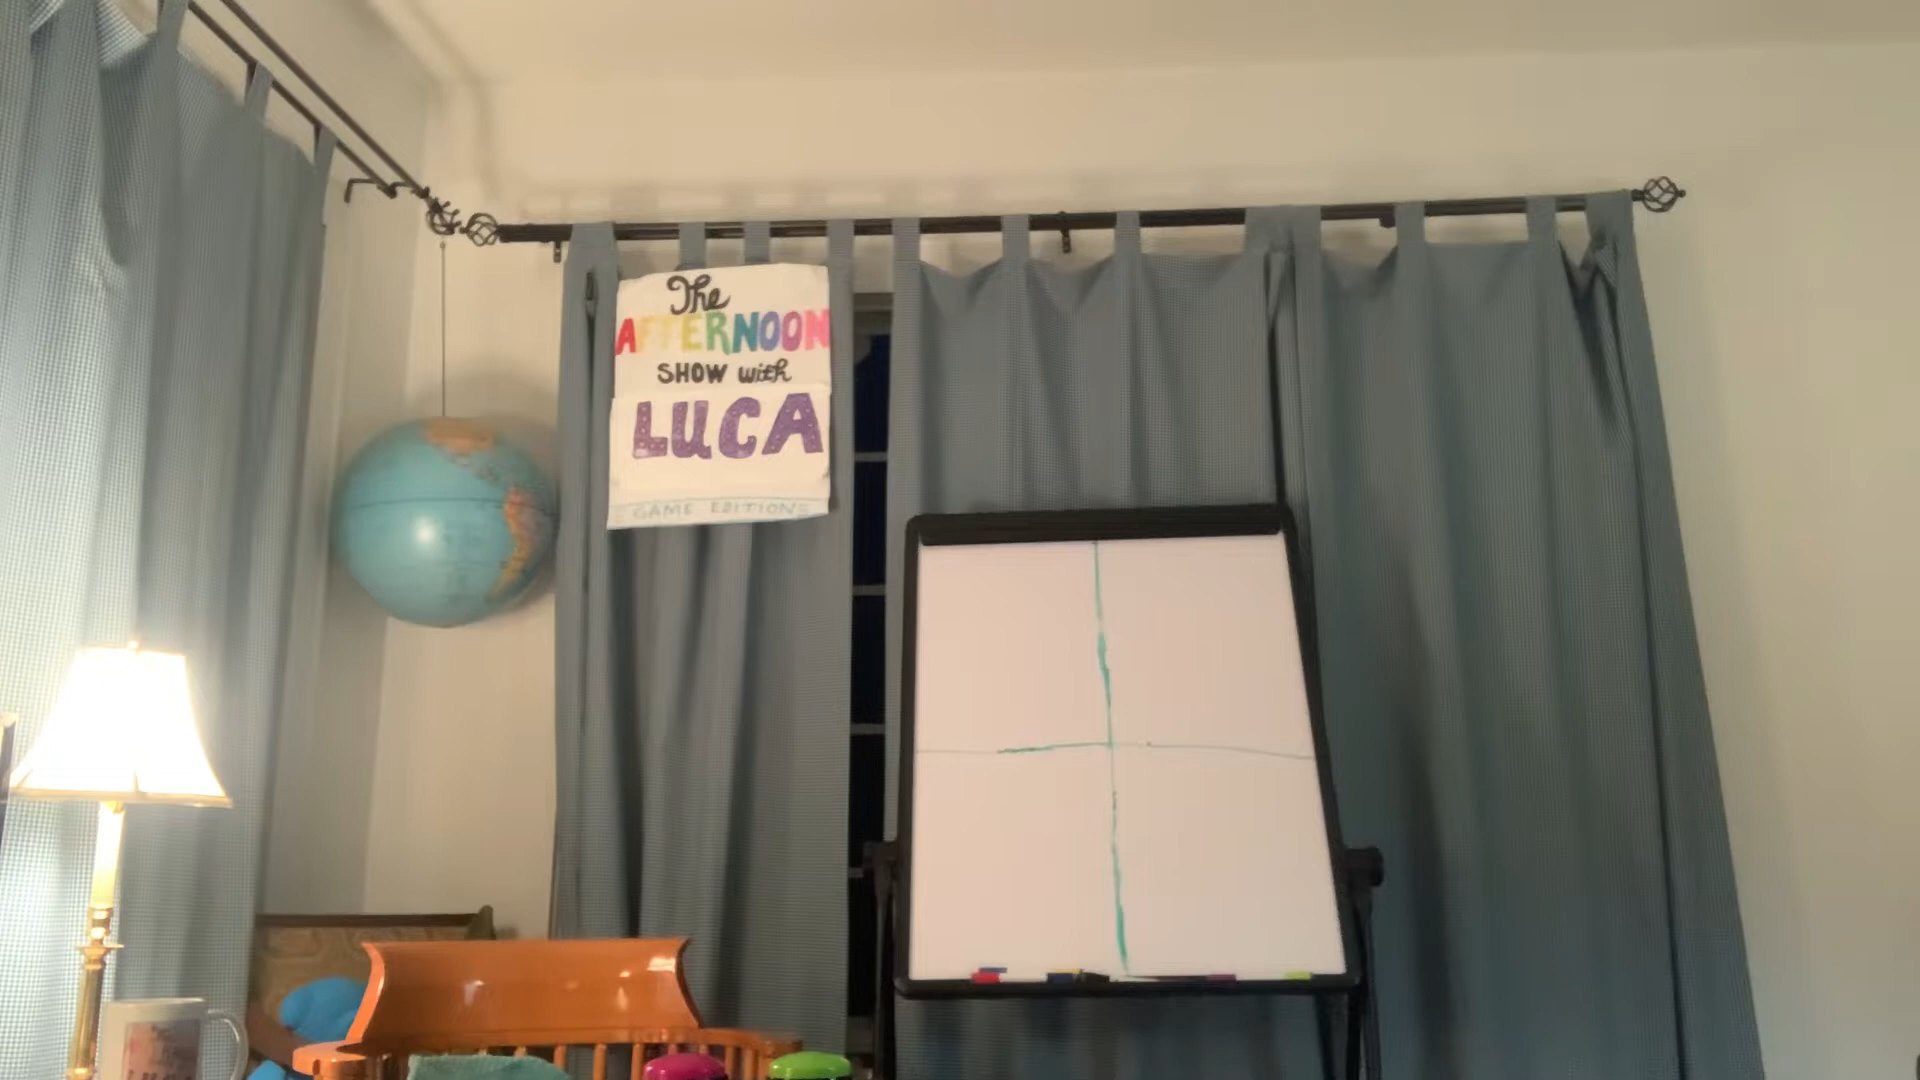 The
AFTERNOON
SHOW with
LUCA
GAME EDITIONS